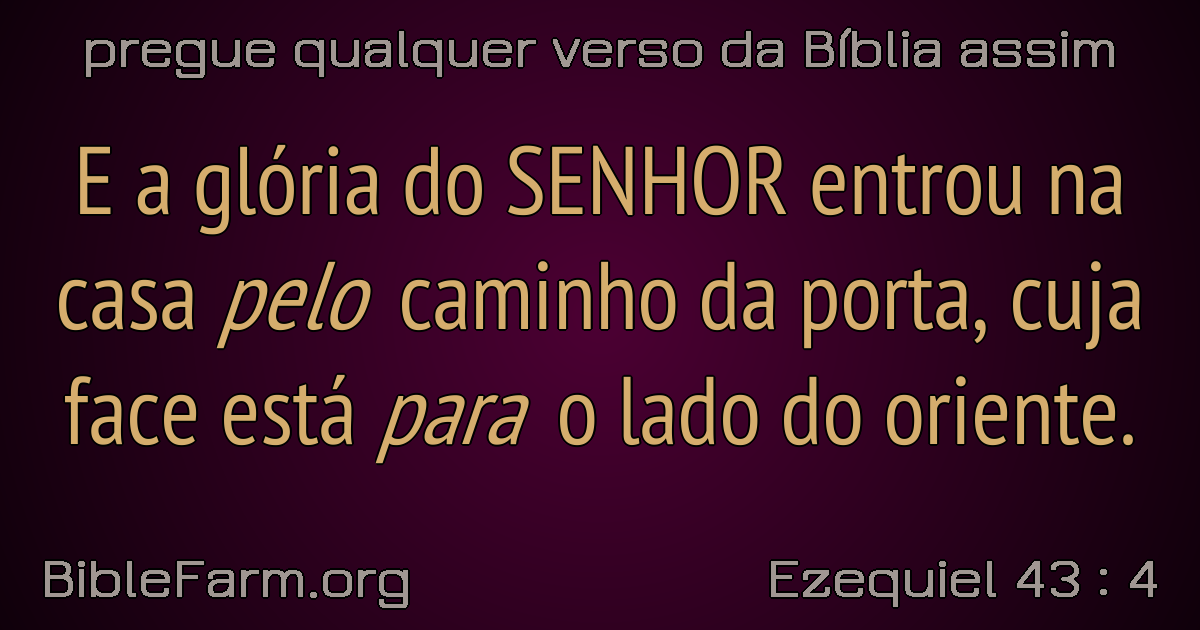 pregue qualquer verso da Bíblia assim
E a glória do SENHOR entrou na
casa pelo caminho da porta, cuja
face está para o lado do oriente.
BibleFarm.org
Ezequiel 43 : 4